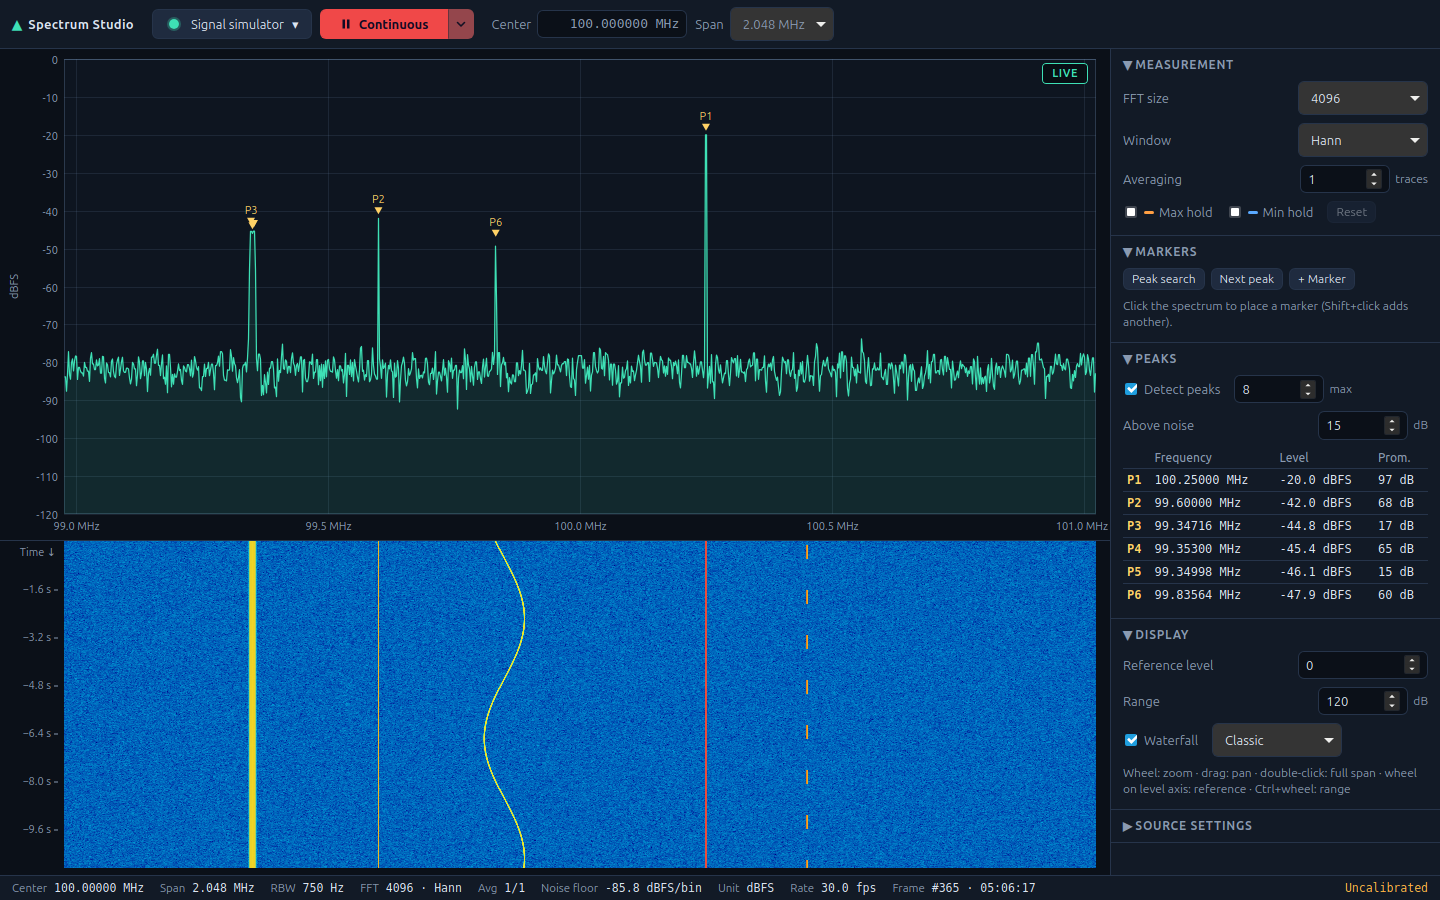 ▲ Spectrum Studio
Signal simulator ▾
Continuous
Center 100.000000 MHz
Span 2.048 MHz
LIVE
dBFS
0
-10
-20
-30
-40
-50
-60
-70
-80
-90
-100
-110
-120
P3
P2
P6
P1
99.0 MHz 99.5 MHz 100.0 MHz 100.5 MHz 101.0 MHz
Time ↓
−1.6 s
−3.2 s
−4.8 s
−6.4 s
−8.0 s
−9.6 s
▼ MEASUREMENT
FFT size 4096
Window Hann
Averaging 1 traces
Max hold Min hold Reset
▼ MARKERS
Peak search Next peak + Marker
Click the spectrum to place a marker (Shift+click adds
another).
▼ PEAKS
Detect peaks 8 max
Above noise 15 dB
Frequency Level Prom.
P1 100.25000 MHz -20.0 dBFS 97 dB
P2 99.60000 MHz -42.0 dBFS 68 dB
P3 99.34716 MHz -44.8 dBFS 17 dB
P4 99.35300 MHz -45.4 dBFS 65 dB
P5 99.34998 MHz -46.1 dBFS 15 dB
P6 99.83564 MHz -47.9 dBFS 60 dB
▼ DISPLAY
Reference level 0
Range 120 dB
Waterfall Classic
Wheel: zoom · drag: pan · double-click: full span · wheel
on level axis: reference · Ctrl+wheel: range
▶ SOURCE SETTINGS
Center 100.00000 MHz Span 2.048 MHz RBW 750 Hz FFT 4096 · Hann Avg 1/1 Noise floor -85.8 dBFS/bin Unit dBFS Rate 30.0 fps Frame #365 · 05:06:17 Uncalibrated